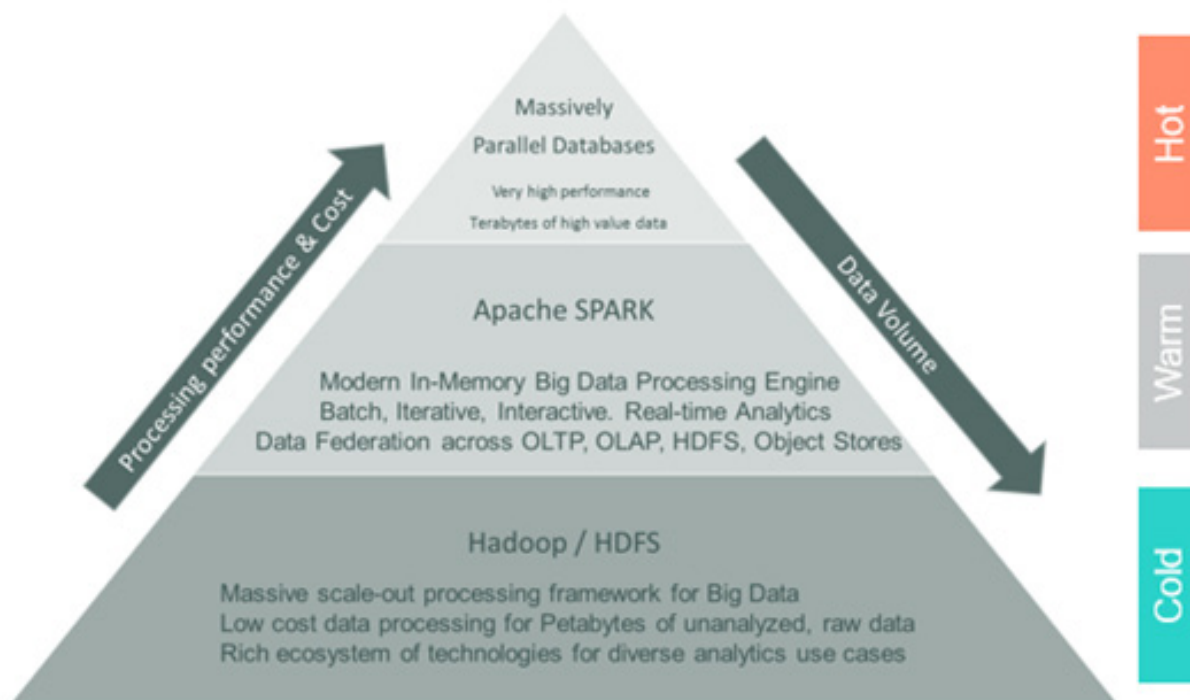 Massively
Parallel Databases
Very high performance
Terabytes of high value data
Processing performance & Cost
Data Volume
Apache SPARK
Modern In-Memory Big Data Processing Engine
Batch, Iterative, Interactive. Real-time Analytics
Data Federation across OLTP, OLAP, HDFS, Object Stores
Hadoop / HDFS
Massive scale-out processing framework for Big Data
Low cost data processing for Petabytes of unanalyzed, raw data
Rich ecosystem of technologies for diverse analytics use cases
Hot
Warm
Cold